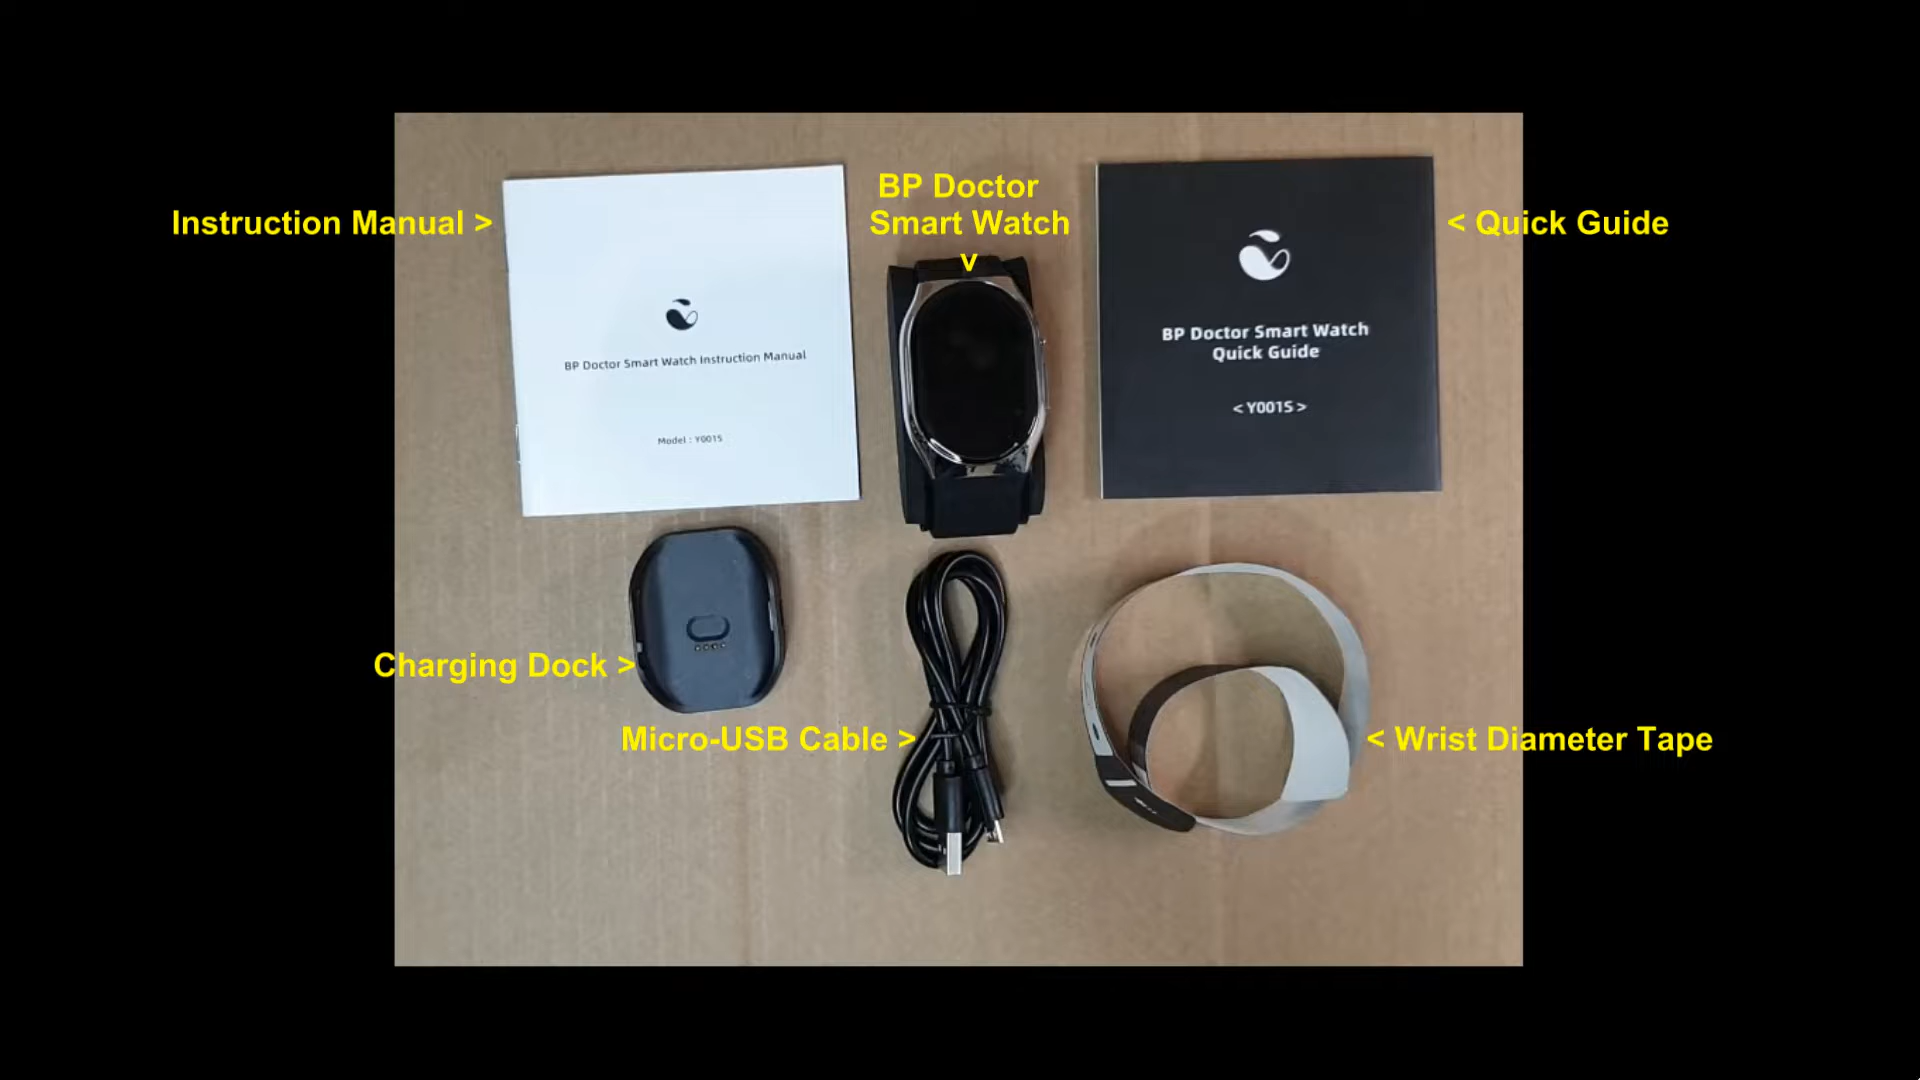 BP Doctor
Smart Watch
v
Instruction Manual >
< Quick Guide
BP Doctor Smart Watch Instruction Manual
Model : Y001S
BP Doctor Smart Watch
Quick Guide
< Y001S >
Charging Dock >
Micro-USB Cable >
< Wrist Diameter Tape